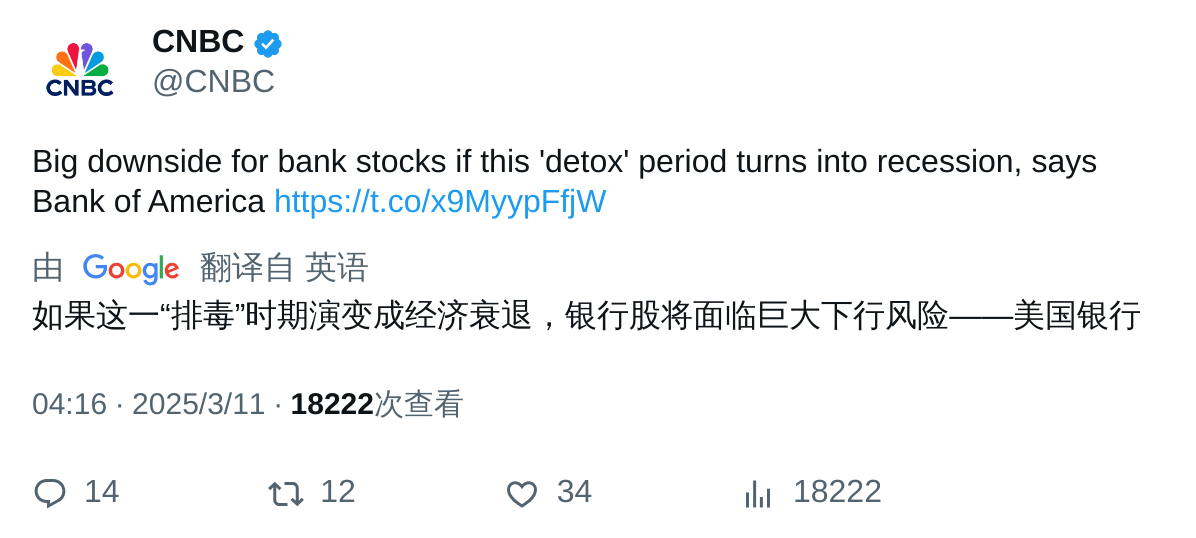 CNBC
CNBC
@CNBC
Big downside for bank stocks if this 'detox' period turns into recession, says
Bank of America https://t.co/x9MyypFfjW
由 Google 翻译自 英语
如果这一“排毒”时期演变成经济衰退，银行股将面临巨大下行风险——美国银行
04:16 · 2025/3/11 · 18222次查看
14 12 34 18222